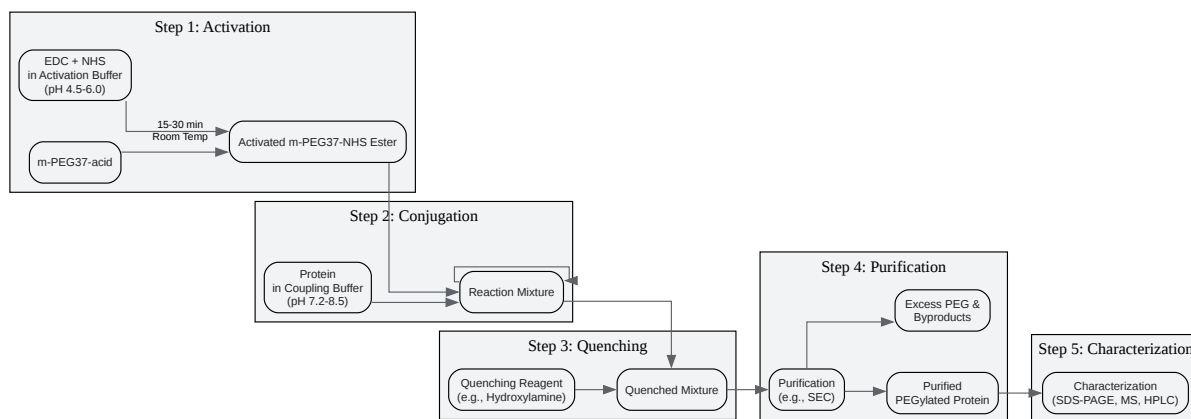 Step 1: Activation
EDC + NHS
in Activation Buffer
(pH 4.5-6.0)
15-30 min
Room Temp
Activated m-PEG37-NHS Ester
m-PEG37-acid
Step 2: Conjugation
Protein
in Coupling Buffer
(pH 7.2-8.5)
Reaction Mixture
Step 3: Quenching
Quenching Reagent
(e.g., Hydroxylamine)
Quenched Mixture
Step 4: Purification
Excess PEG &
Byproducts
Purification
(e.g., SEC)
Purified
PEGylated Protein
Step 5: Characterization
Characterization
(SDS-PAGE, MS, HPLC)